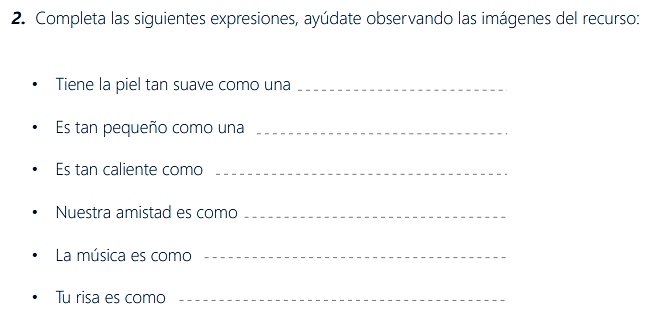 2. Completa las siguientes expresiones, ayúdate observando las imágenes del recurso:
• Tiene la piel tan suave como una
• Es tan pequeño como una
• Es tan caliente como
• Nuestra amistad es como
• La música es como
• Tu risa es como